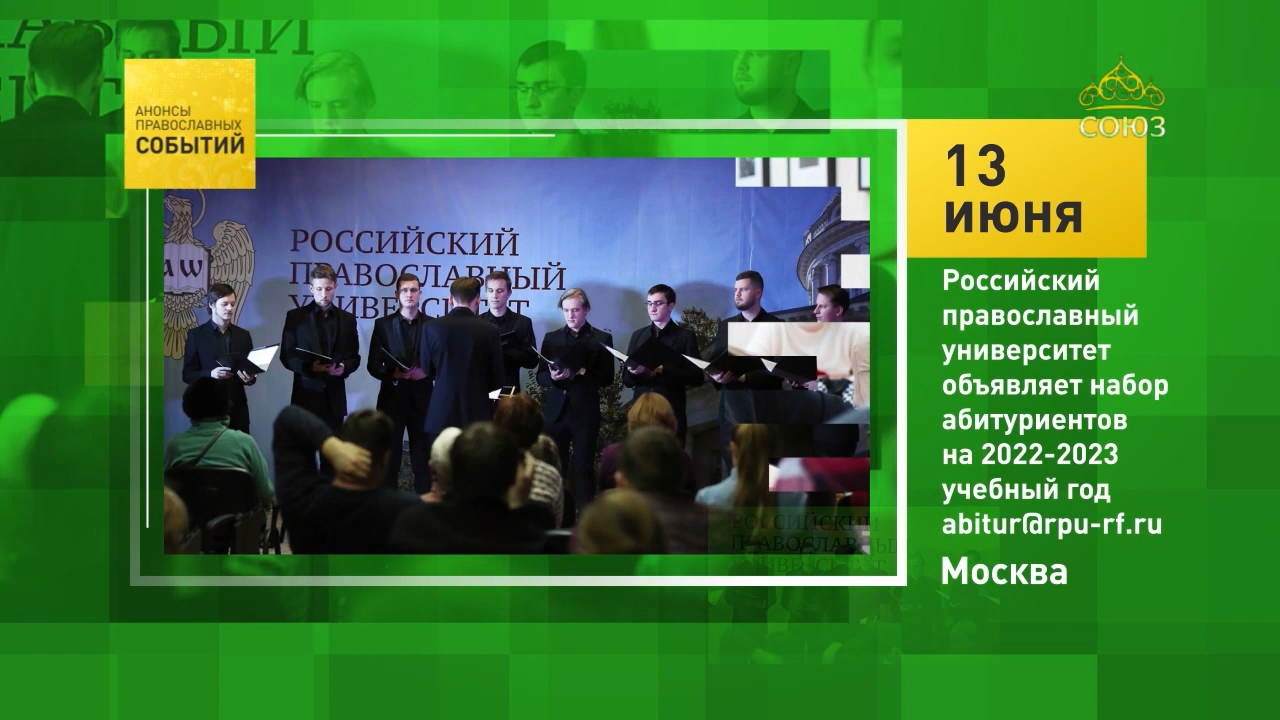 АНОНСЫ
ПРАВОСЛАВНЫХ
СОБЫТИЙ
СОЮЗ
13
июня
РОССИЙСКИЙ
ПРАВОСЛАВНЫЙ
УНИВЕРСИТЕТ
Российский
православный
университет
объявляет набор
абитуриентов
на 2022-2023
учебный год
abitur@rpu-rf.ru
Москва